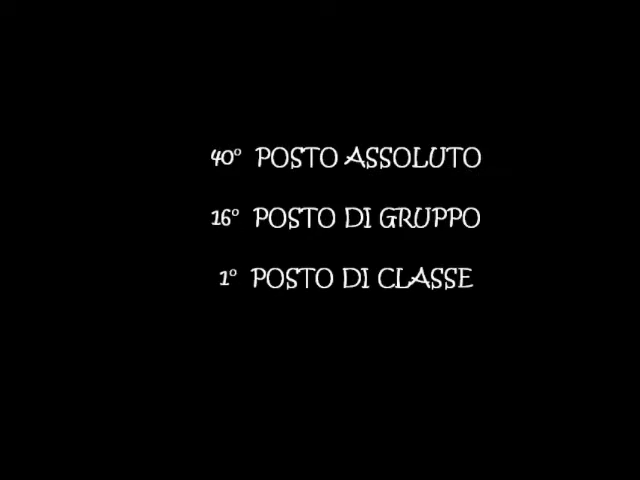 40° POSTO ASSOLUTO
16° POSTO DI GRUPPO
1° POSTO DI CLASSE